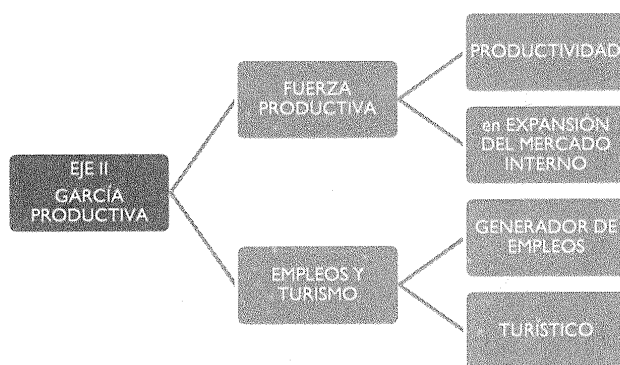 EJE II
GARCÍA
PRODUCTIVA
FUERZA
PRODUCTIVA
PRODUCTIVIDAD
en EXPANSIÓN
DEL MERCADO
INTERNO
EMPLEOS Y
TURISMO
GENERADOR DE
EMPLEOS
TURÍSTICO